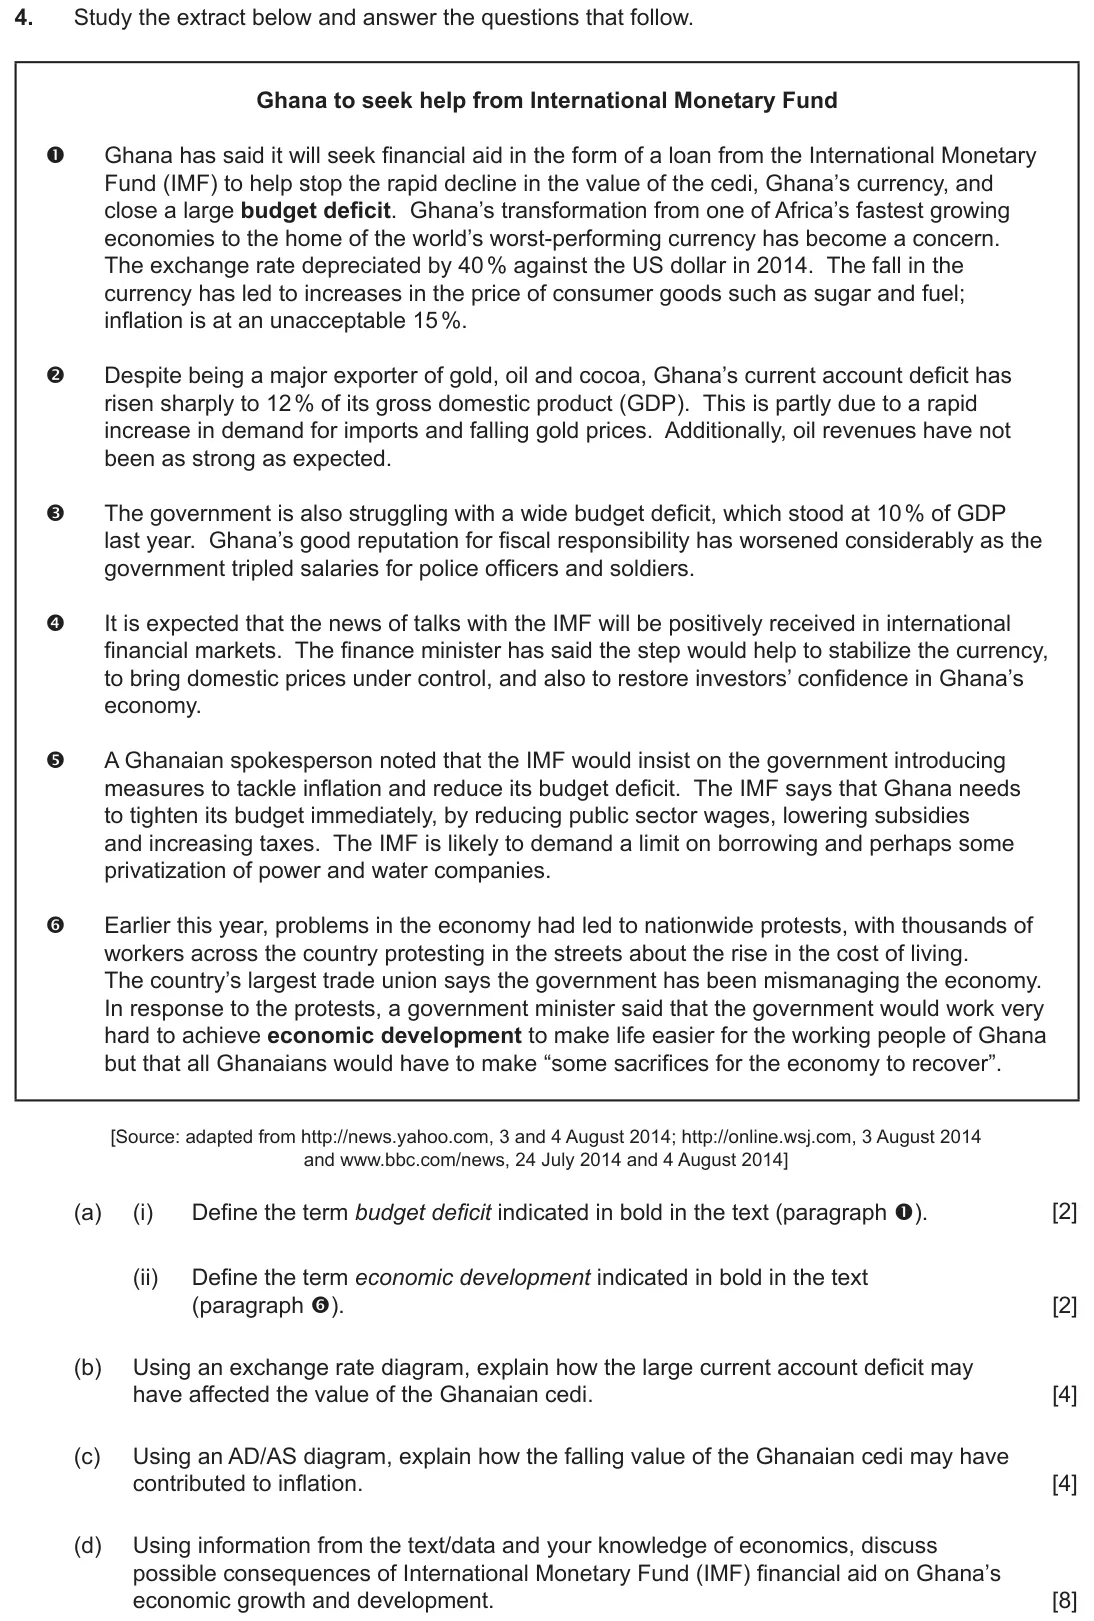 4. Study the extract below and answer the questions that follow.
Ghana to seek help from International Monetary Fund
❶ Ghana has said it will seek financial aid in the form of a loan from the International Monetary
Fund (IMF) to help stop the rapid decline in the value of the cedi, Ghana’s currency, and
close a large budget deficit. Ghana’s transformation from one of Africa’s fastest growing
economies to the home of the world’s worst-performing currency has become a concern.
The exchange rate depreciated by 40 % against the US dollar in 2014. The fall in the
currency has led to increases in the price of consumer goods such as sugar and fuel;
inflation is at an unacceptable 15 %.
❷ Despite being a major exporter of gold, oil and cocoa, Ghana’s current account deficit has
risen sharply to 12 % of its gross domestic product (GDP). This is partly due to a rapid
increase in demand for imports and falling gold prices. Additionally, oil revenues have not
been as strong as expected.
❸ The government is also struggling with a wide budget deficit, which stood at 10 % of GDP
last year. Ghana’s good reputation for fiscal responsibility has worsened considerably as the
government tripled salaries for police officers and soldiers.
❹ It is expected that the news of talks with the IMF will be positively received in international
financial markets. The finance minister has said the step would help to stabilize the currency,
to bring domestic prices under control, and also to restore investors’ confidence in Ghana’s
economy.
❺ A Ghanaian spokesperson noted that the IMF would insist on the government introducing
measures to tackle inflation and reduce its budget deficit. The IMF says that Ghana needs
to tighten its budget immediately, by reducing public sector wages, lowering subsidies
and increasing taxes. The IMF is likely to demand a limit on borrowing and perhaps some
privatization of power and water companies.
❻ Earlier this year, problems in the economy had led to nationwide protests, with thousands of
workers across the country protesting in the streets about the rise in the cost of living.
The country’s largest trade union says the government has been mismanaging the economy.
In response to the protests, a government minister said that the government would work very
hard to achieve economic development to make life easier for the working people of Ghana
but that all Ghanaians would have to make “some sacrifices for the economy to recover”.
[Source: adapted from http://news.yahoo.com, 3 and 4 August 2014; http://online.wsj.com, 3 August 2014
and www.bbc.com/news, 24 July 2014 and 4 August 2014]
(a) (i) Define the term budget deficit indicated in bold in the text (paragraph ❶). [2]
(ii) Define the term economic development indicated in bold in the text
(paragraph ❻). [2]
(b) Using an exchange rate diagram, explain how the large current account deficit may
have affected the value of the Ghanaian cedi. [4]
(c) Using an AD/AS diagram, explain how the falling value of the Ghanaian cedi may have
contributed to inflation. [4]
(d) Using information from the text/data and your knowledge of economics, discuss
possible consequences of International Monetary Fund (IMF) financial aid on Ghana’s
economic growth and development. [8]